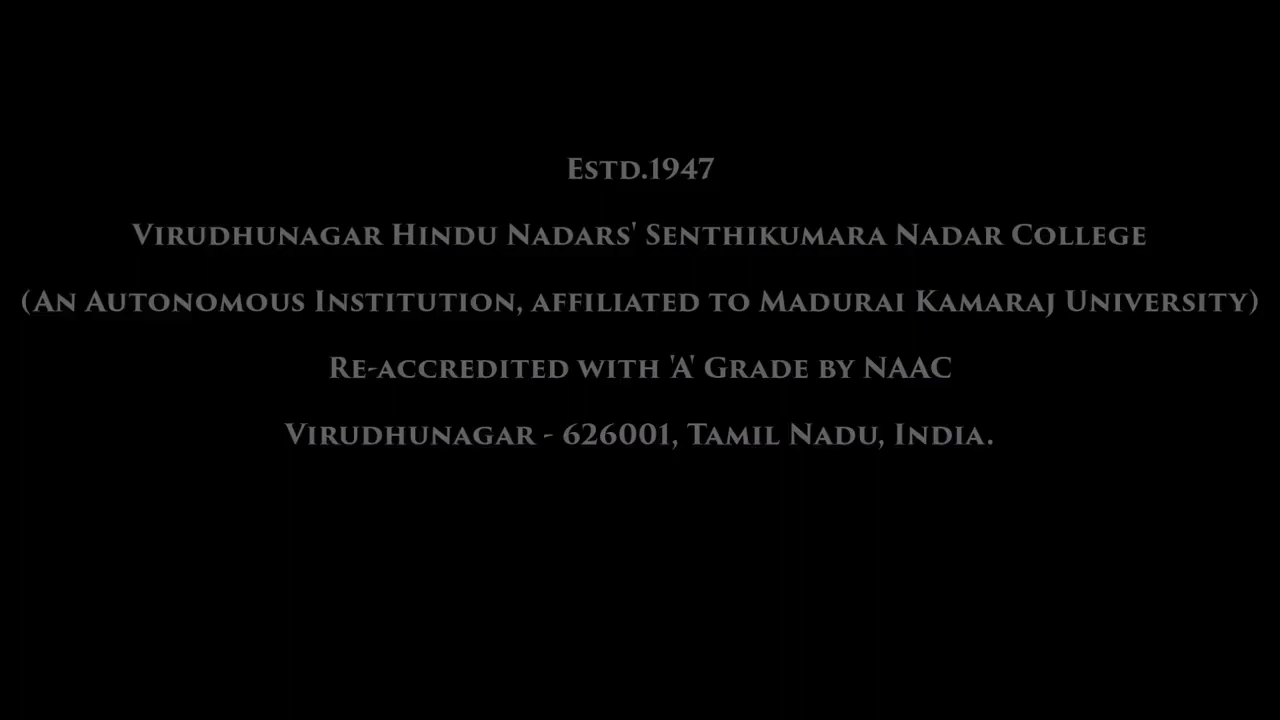 Estd.1947
Virudhunagar Hindu Nadars' Senthikumara Nadar College
(An Autonomous Institution, affiliated to Madurai Kamaraj University)
Re-accredited with 'A' Grade by NAAC
Virudhunagar - 626001, Tamil Nadu, India.